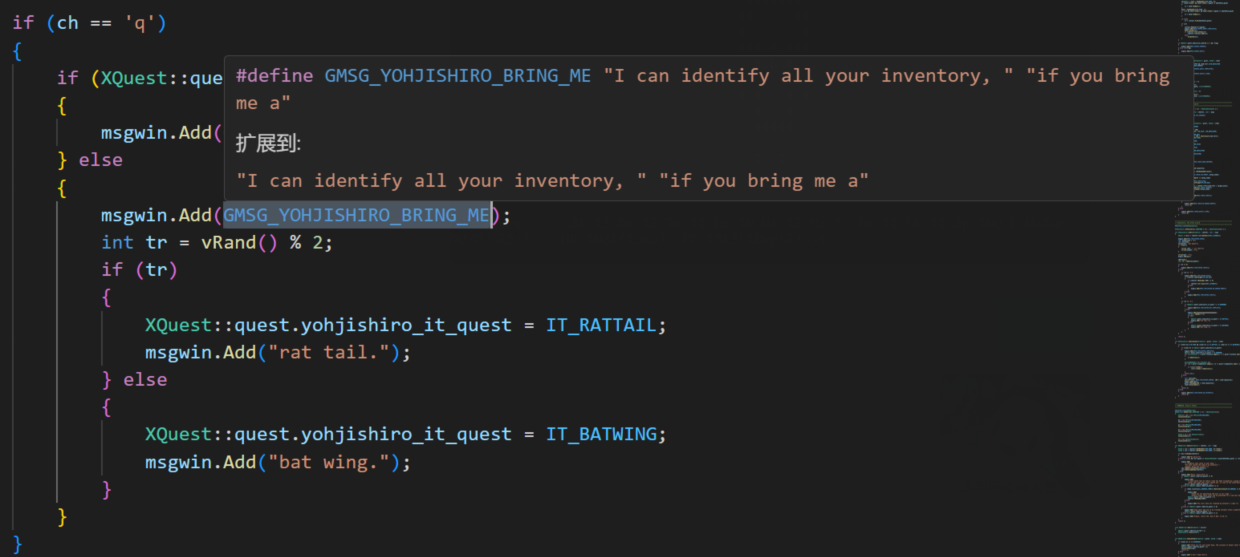 if (ch == 'q')
{
if (XQuest::que
{
msgwin.Add(
} else
{
#define GMSG_YOHJISHIRO_BRING_ME "I can identify all your inventory, " "if you bring
me a"
扩展到:
"I can identify all your inventory, " "if you bring me a"
msgwin.Add(GMSG_YOHJISHIRO_BRING_ME);
int tr = vRand() % 2;
if (tr)
{
XQuest::quest.yohjishiro_it_quest = IT_RATTAIL;
msgwin.Add("rat tail.");
} else
{
XQuest::quest.yohjishiro_it_quest = IT_BATWING;
msgwin.Add("bat wing.");
}
}
}